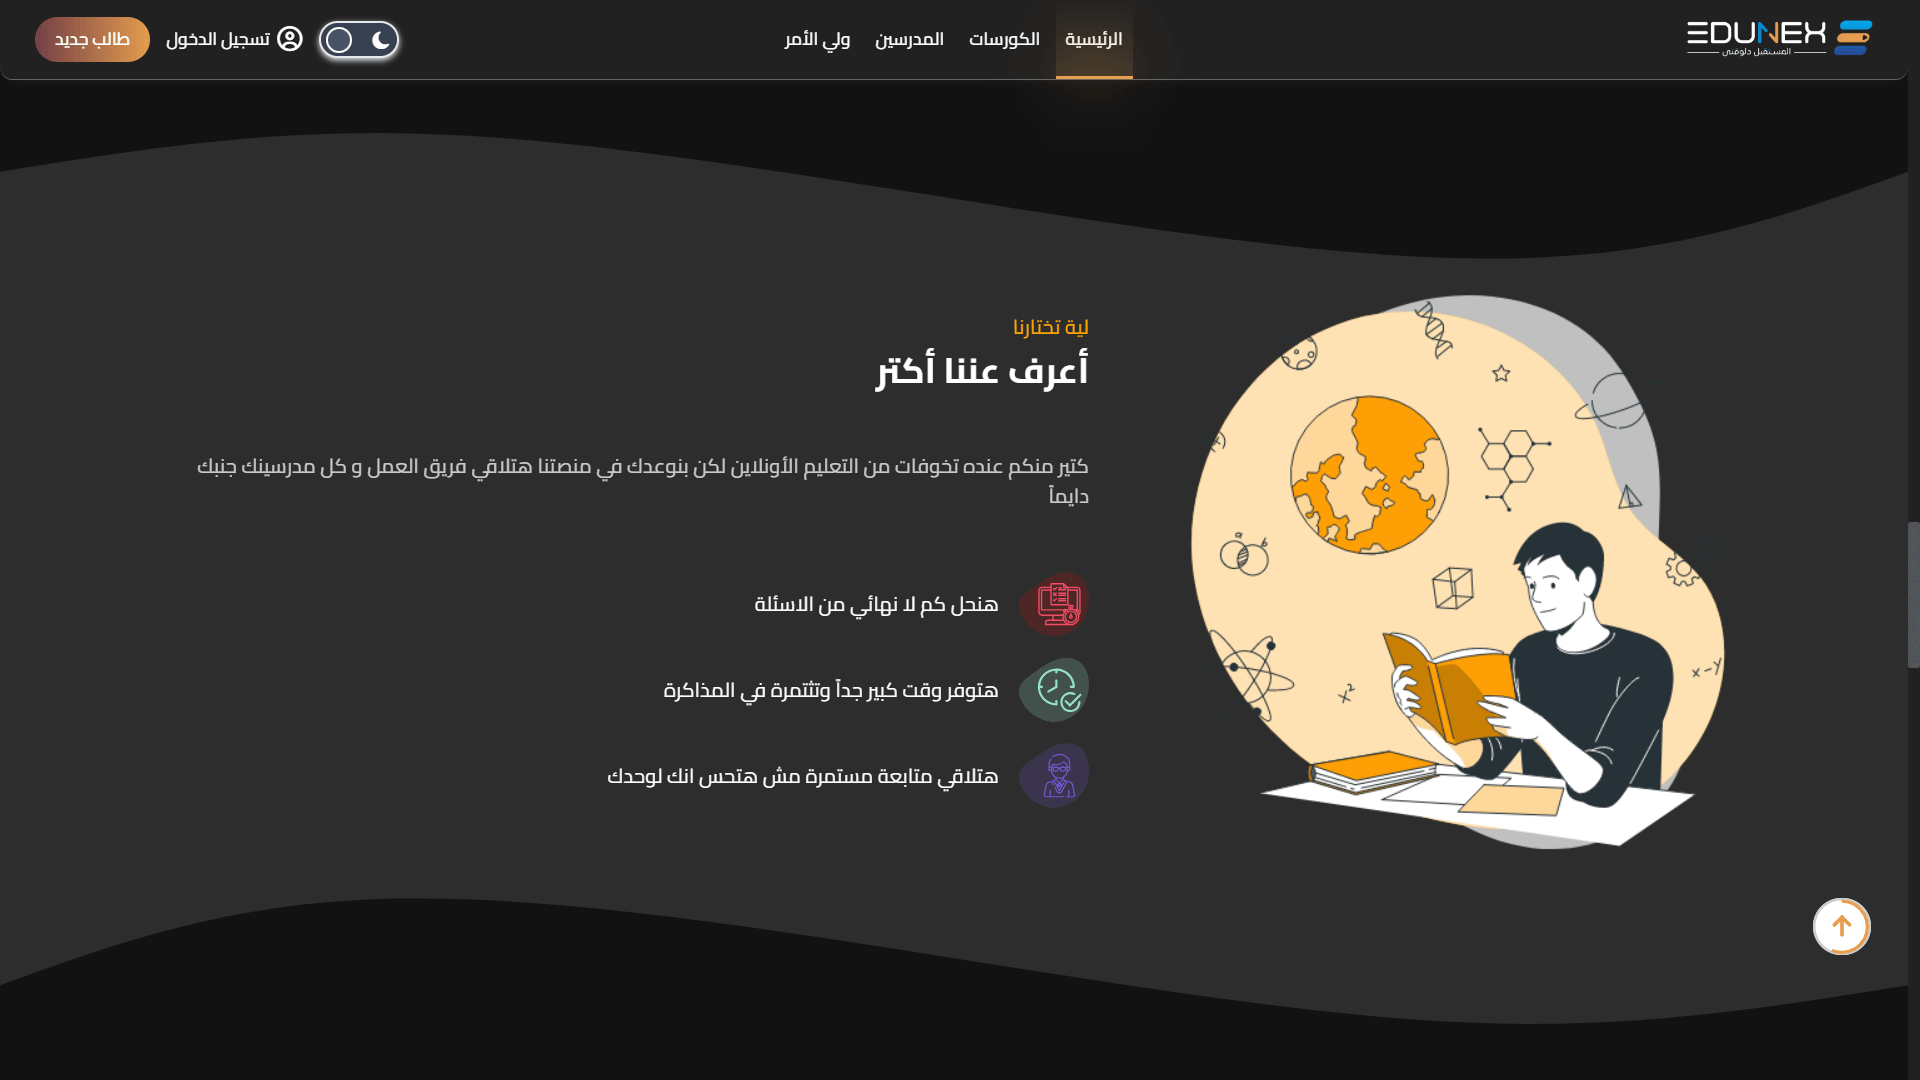 EDUNEX
المستقبل دلوقتي
الرئيسية
الكورسات
المدرسين
ولي الأمر
تسجيل الدخول
طالب جديد
لية تختارنا
أعرف عننا أكتر
كتير منكم عنده تخوفات من التعليم الأونلاين لكن بنوعدك في منصتنا هتلاقي فريق العمل و كل مدرسينك جنبك
دايماً
هنحل كم لا نهائي من الاسئلة
هتوفر وقت كبير جداً وتثتمرة في المذاكرة
هتلاقي متابعة مستمرة مش هتحس انك لوحدك
a b
x²
x-y